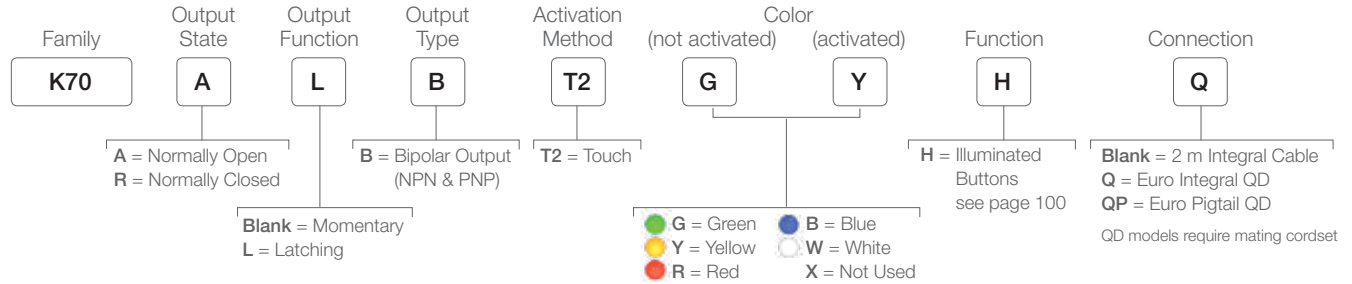 Family
Output State
Output Function
Output Type
Activation Method
Color
(not activated)
(activated)
Function
Connection
K70
A
L
B
T2
G
Y
H
Q
A = Normally Open
R = Normally Closed
Blank = Momentary
L = Latching
B = Bipolar Output
(NPN & PNP)
T2 = Touch
G = Green
Y = Yellow
R = Red
B = Blue
W = White
X = Not Used
H = Illuminated
Buttons
see page 100
Blank = 2 m Integral Cable
Q = Euro Integral QD
QP = Euro Pigtail QD
QD models require mating cordset